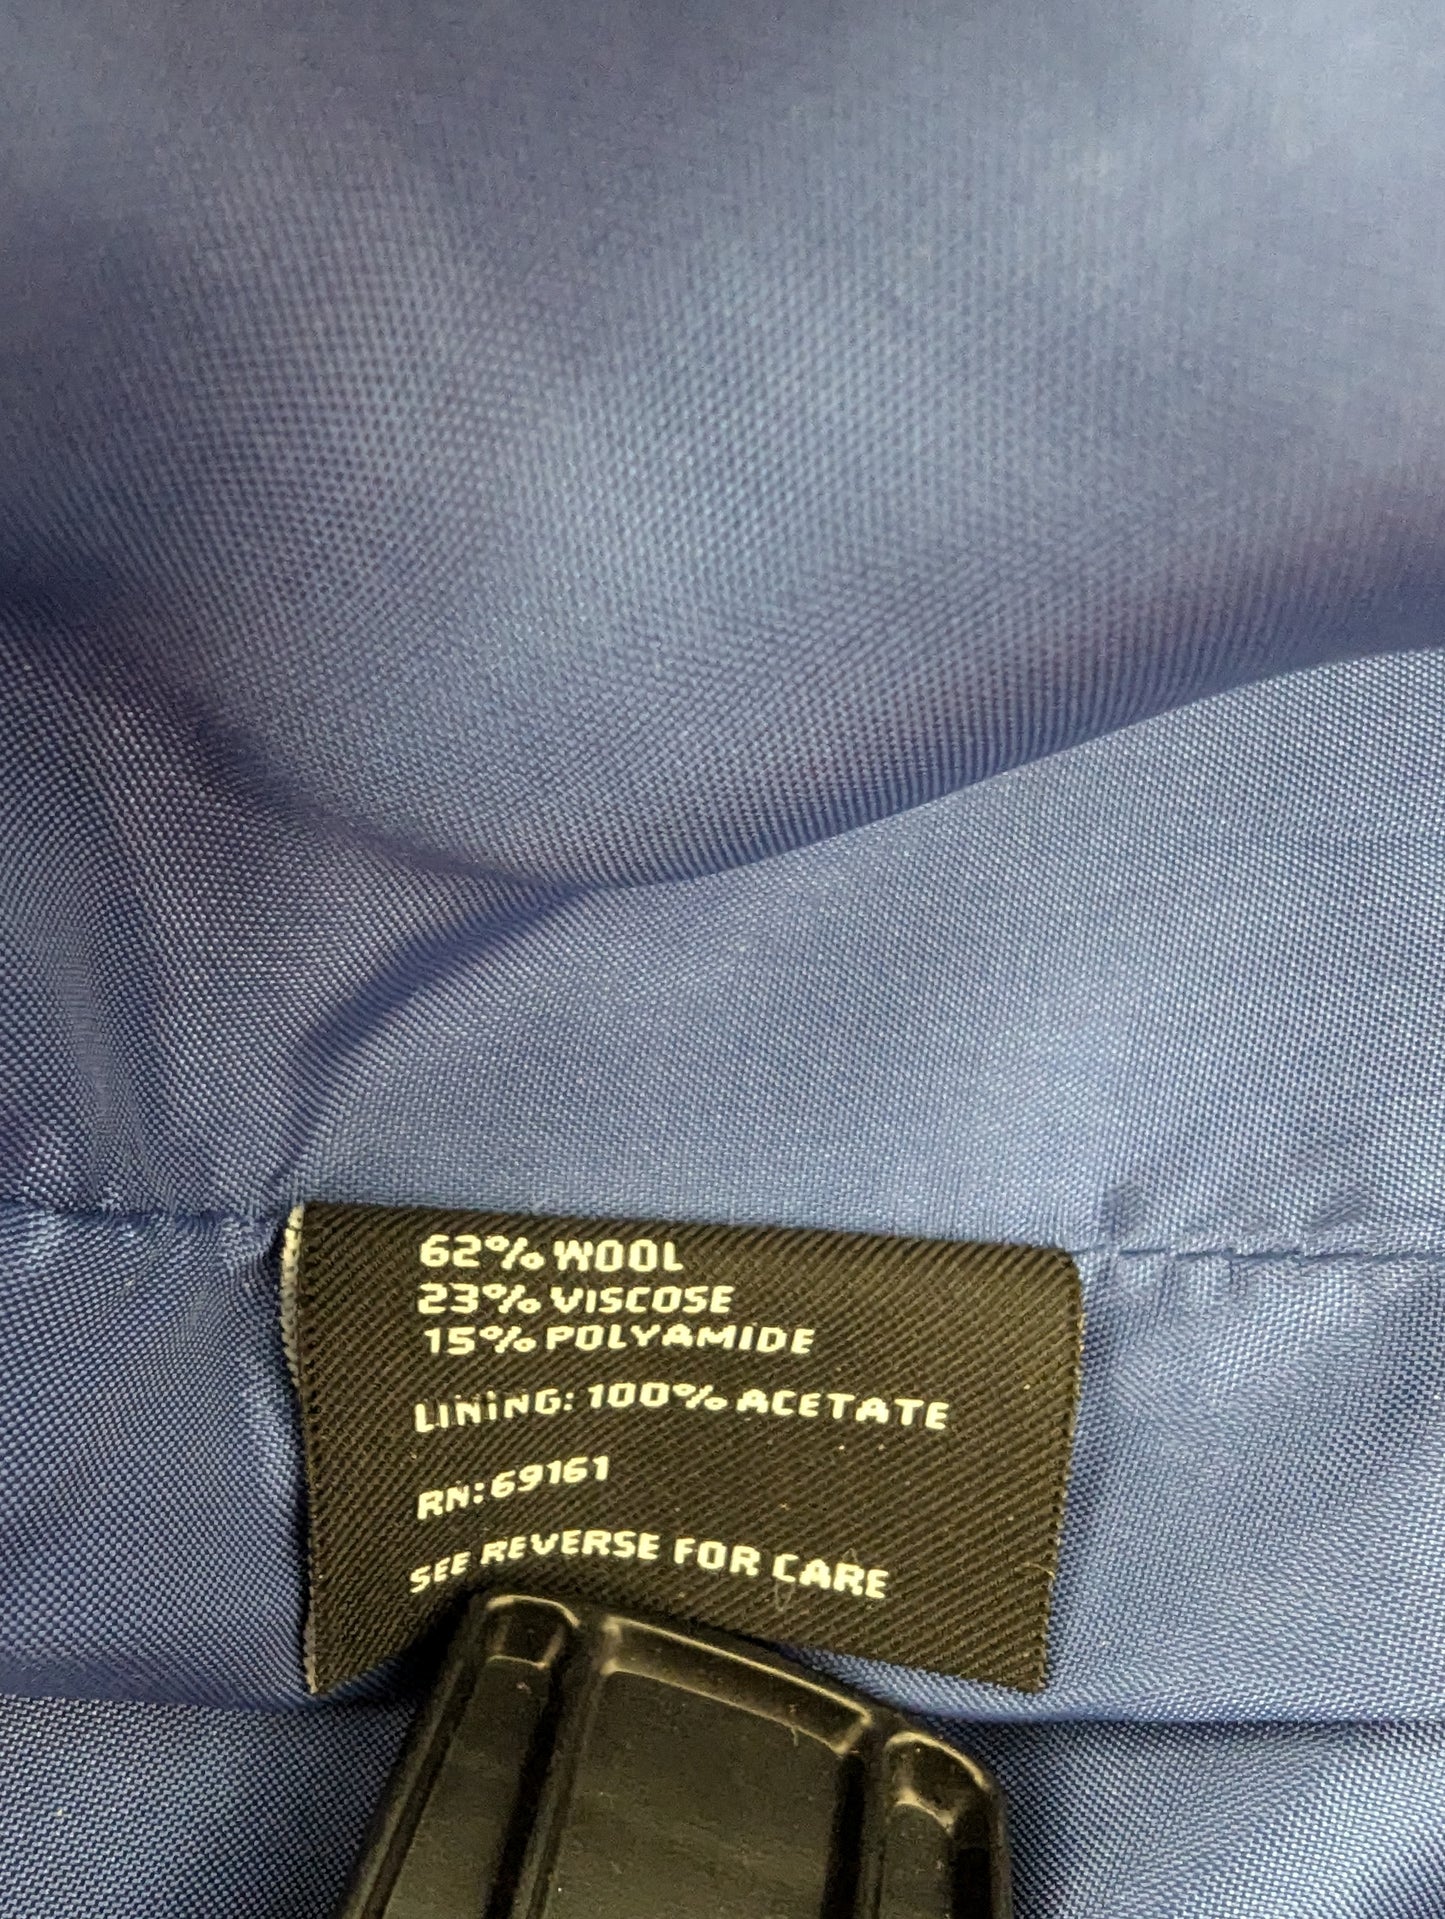 62% WOOL
23% VISCOSE
15% POLYAMIDE
LINING: 100% ACETATE
RN: 69161
SEE REVERSE FOR CARE